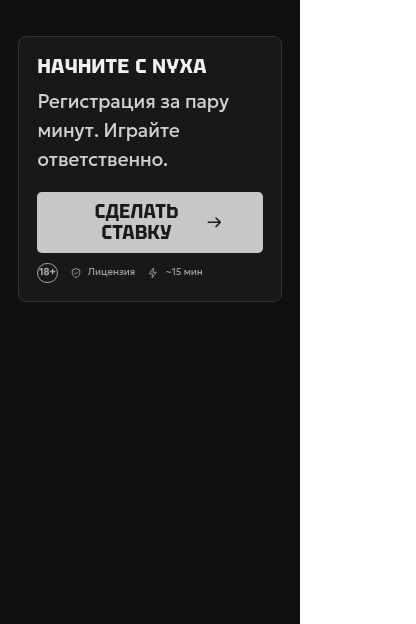 НАЧНИТЕ С NYXA
Регистрация за пару
минут. Играйте
ответственно.
СДЕЛАТЬ
СТАВКУ →
18+ Лицензия ~15 мин